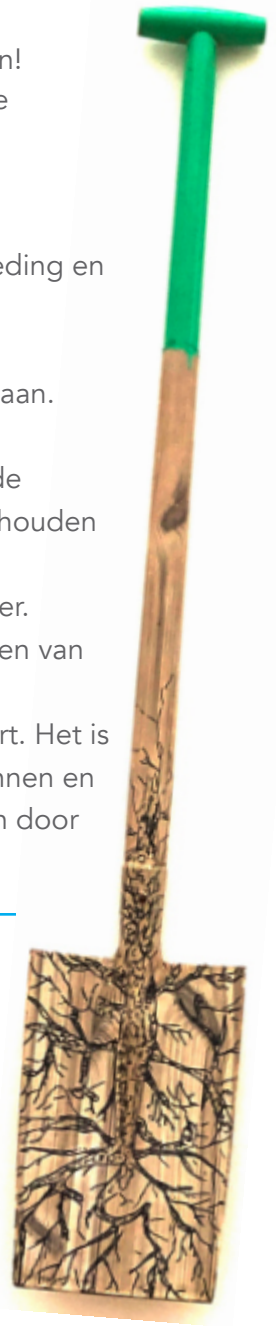 n!
e
eding en
aan.
de
houden
er.
en van
rt. Het is
nnen en
n door